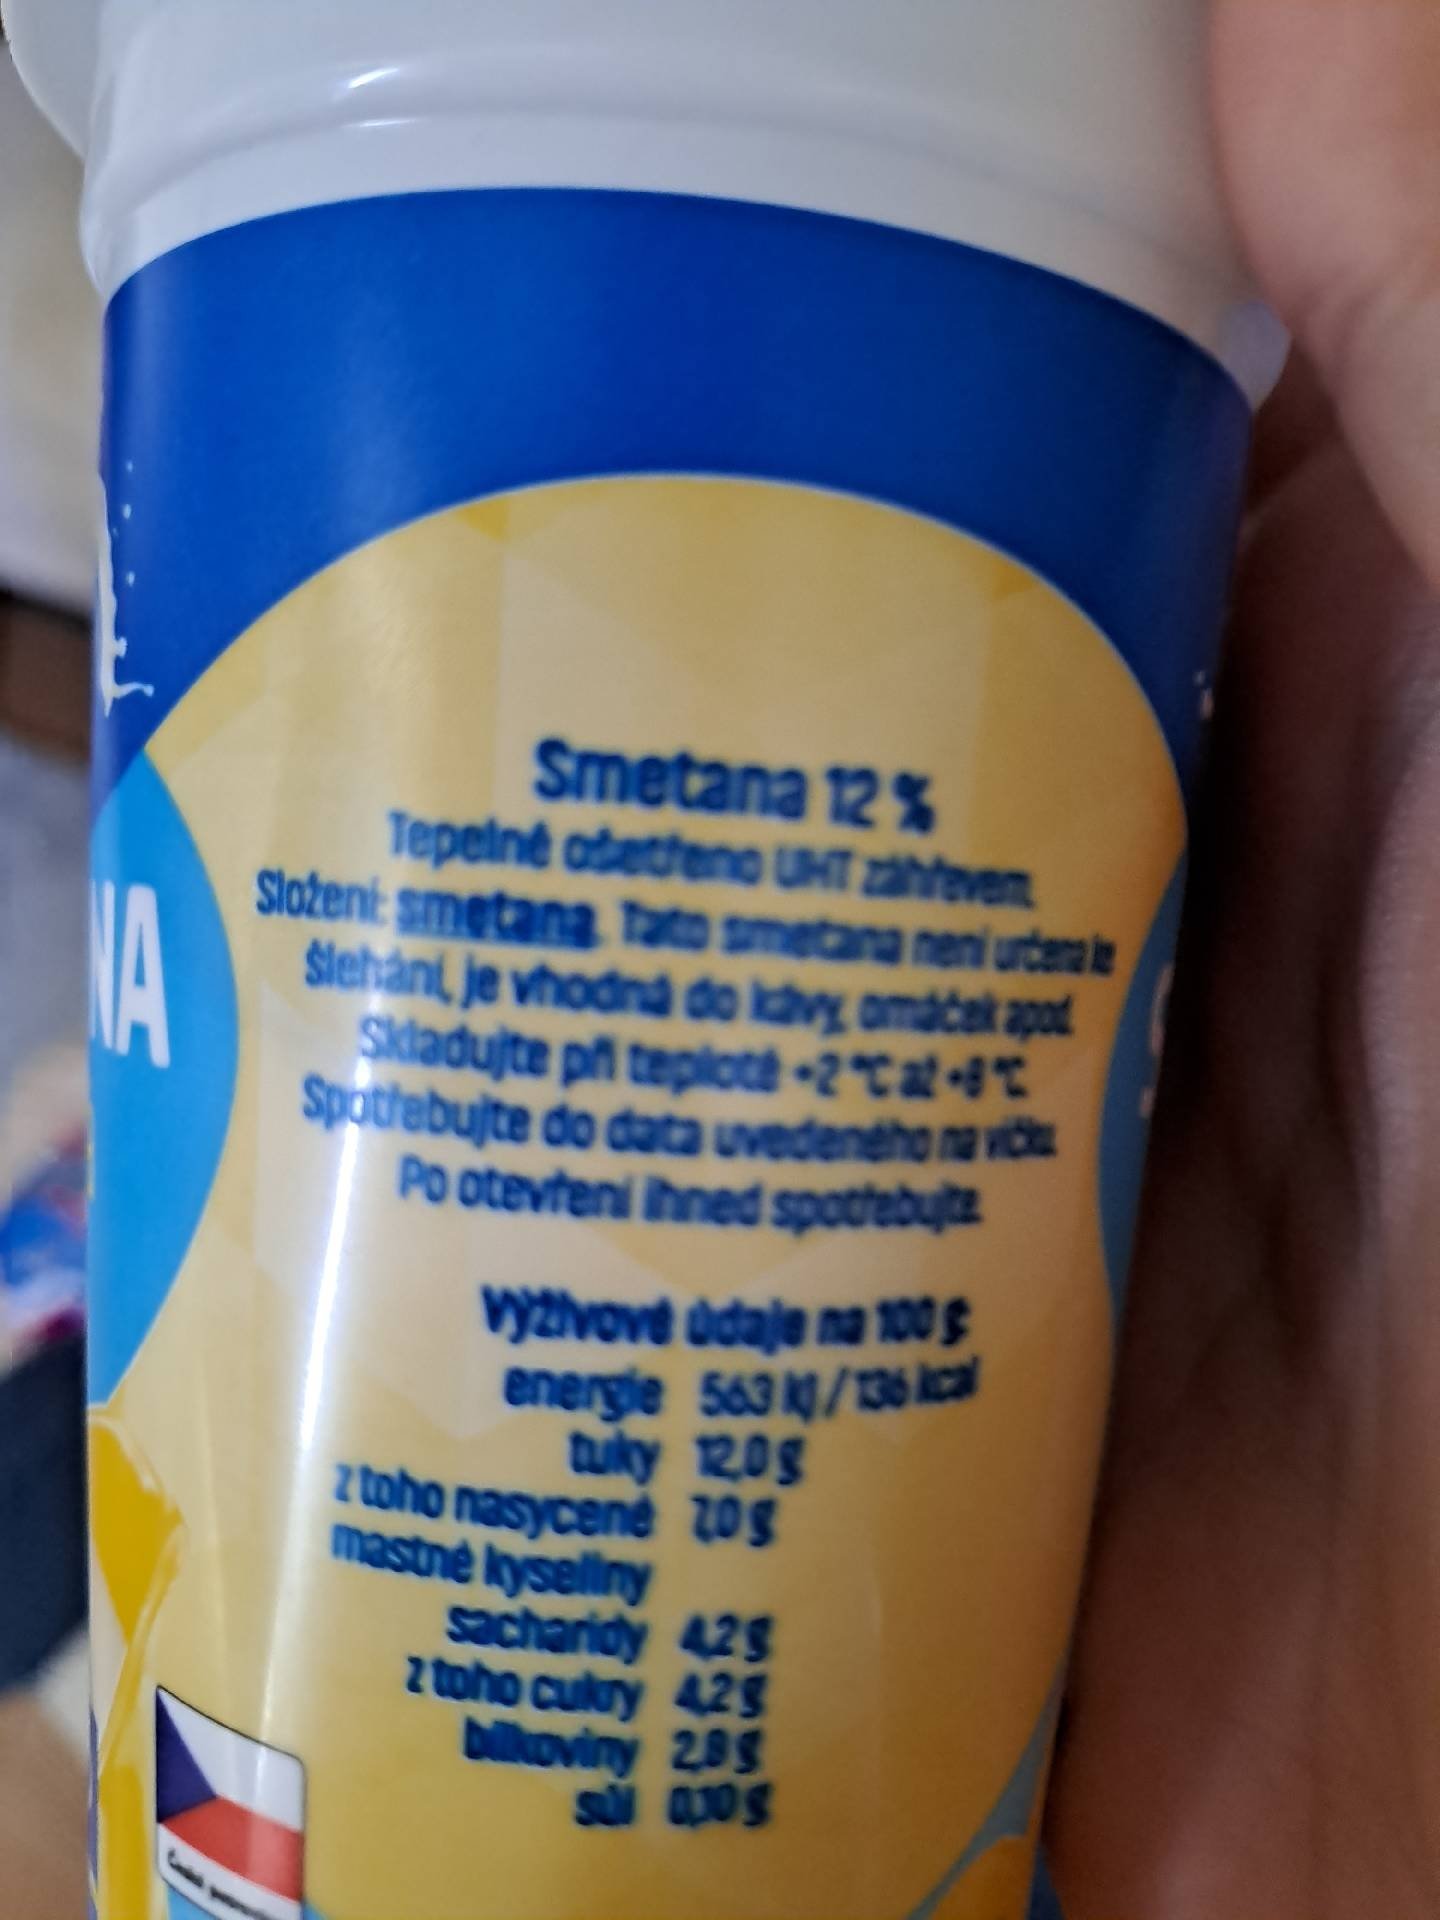 Smetana 12 %
Tepelně ošetřeno UHT záhřevem.
Složení: smetana. Tato smetana není určena ke
šlehání, je vhodná do kávy, omáček apod.
Skladujte při teplotě +2 °C až +8 °C
Spotřebujte do data uvedeného na víčku.
Po otevření ihned spotřebujte.
Výživové údaje na 100 g:
energie 563 kJ / 136 kcal
tuky 12,0 g
z toho nasycené 7,0 g
mastné kyseliny
sacharidy 4,2 g
z toho cukry 4,2 g
bílkoviny 2,8 g
sůl 0,10 g
NA